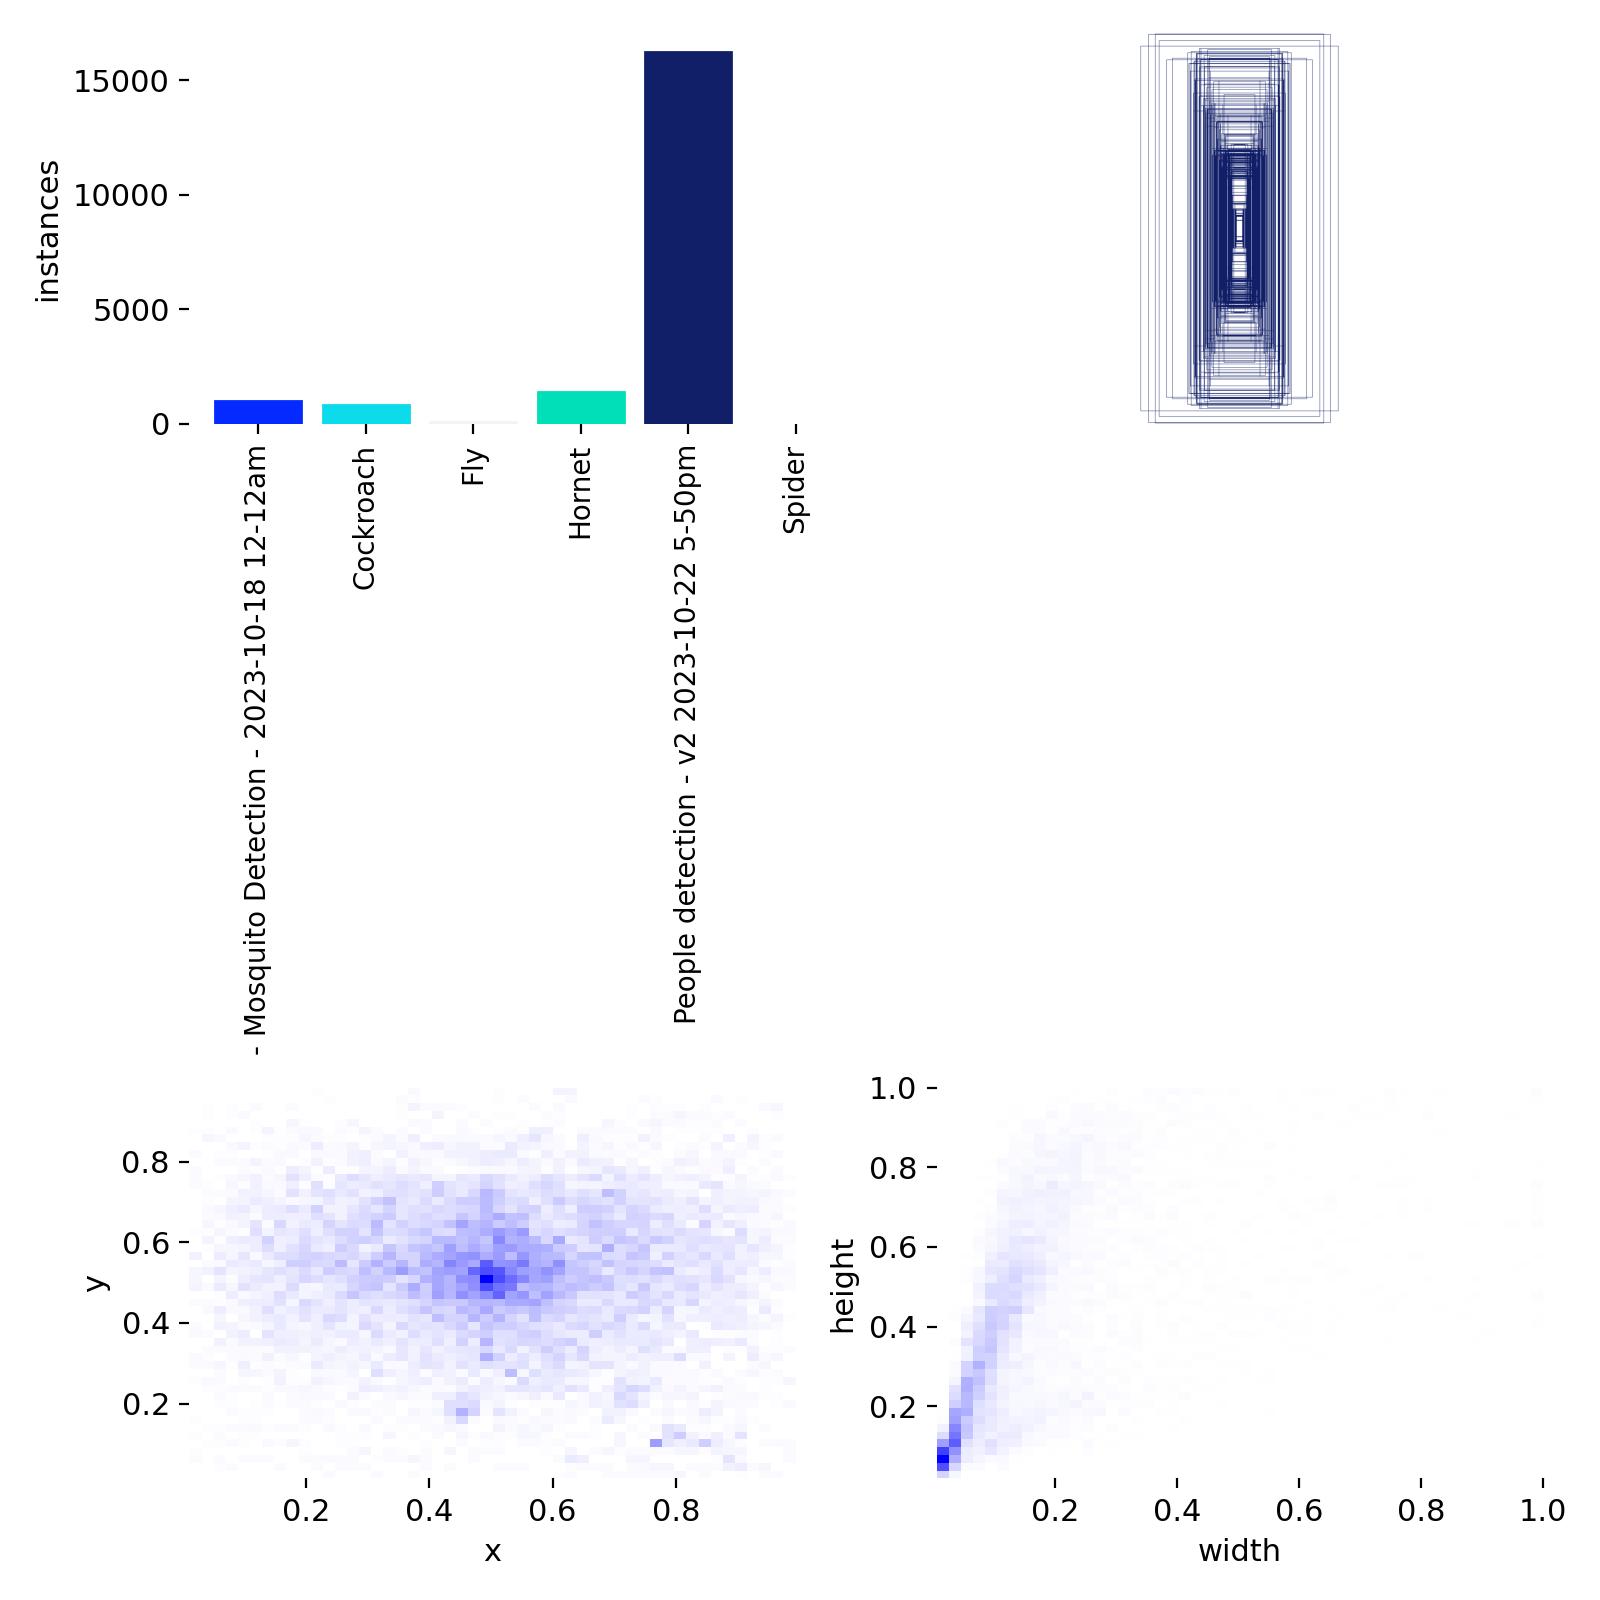 instances
15000
10000
5000
0
- Mosquito Detection - 2023-10-18 12-12am
Cockroach
Fly
Hornet
People detection - v2 2023-10-22 5-50pm
Spider
y
0.8
0.6
0.4
0.2
0.2 0.4 0.6 0.8
x
height
1.0
0.8
0.6
0.4
0.2
0.2 0.4 0.6 0.8 1.0
width